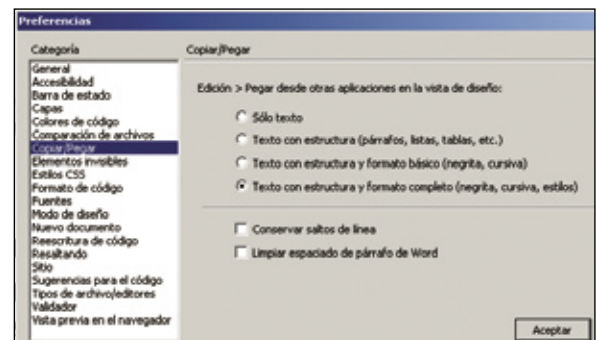 Preferencias
Categoría
Copiar/Pegar
General
Accesibilidad
Barra de estado
Capas
Colores de código
Comparación de archivos
Copiar/Pegar
Elementos invisibles
Estilos CSS
Formato de código
Fuentes
Modo de diseño
Nuevo documento
Reescritura de código
Resaltando
Sitio
Sugerencias para el código
Tipos de archivo/editores
Validador
Vista previa en el navegador
Edición > Pegar desde otras aplicaciones en la vista de diseño:
Sólo texto
Texto con estructura (párrafos, listas, tablas, etc.)
Texto con estructura y formato básico (negrita, cursiva)
Texto con estructura y formato completo (negrita, cursiva, estilos)
Conservar saltos de línea
Limpiar espaciado de párrafo de Word
Aceptar